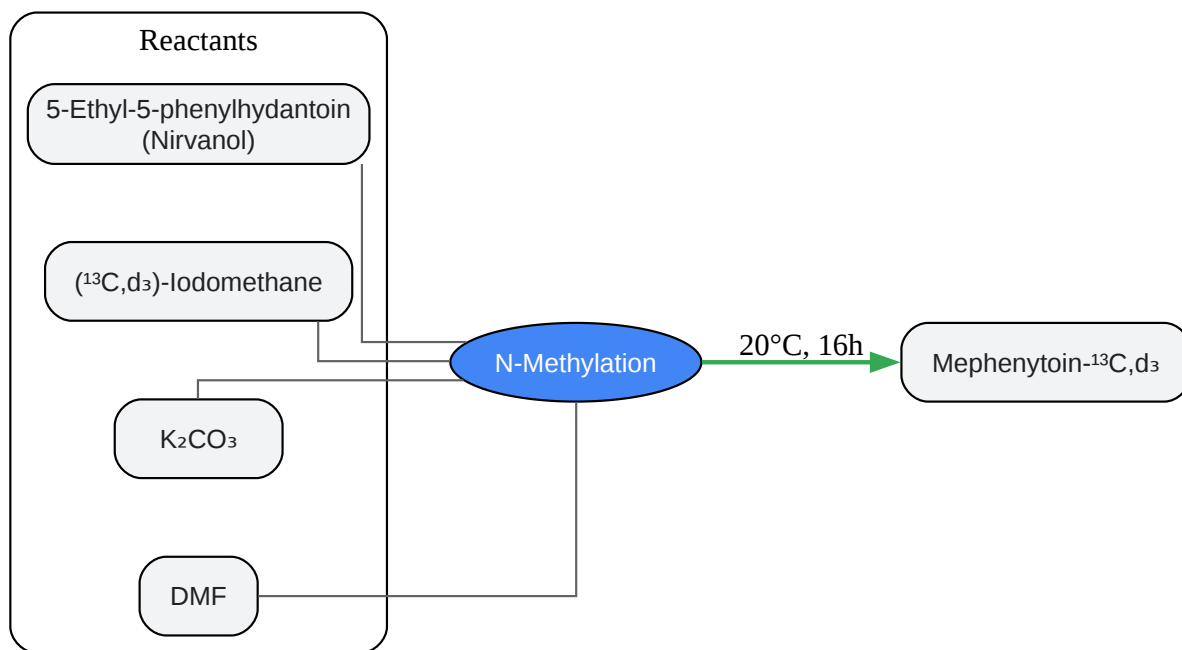 Reactants
5-Ethyl-5-phenylhydantoin
(Nirvanol)
(¹³C,d₃)-Iodomethane
N-Methylation
20°C, 16h
Mephenytoin-¹³C,d₃
K₂CO₃
DMF